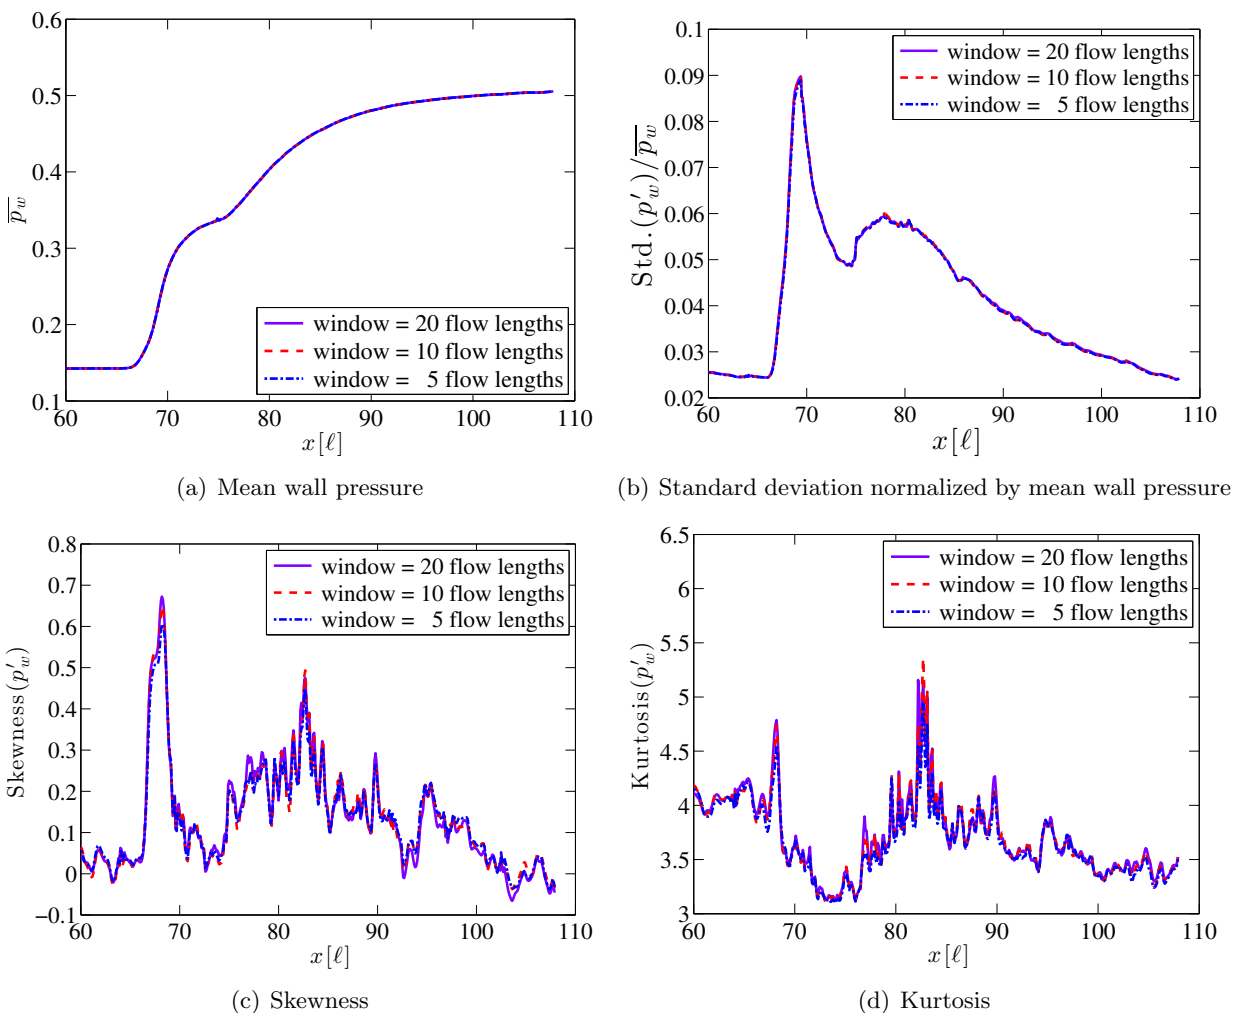 0.6
0.5
0.4
0.3
0.2
0.1
60 70 80 90 100 110
p̅w̅
x[ℓ]
window = 20 flow lengths
window = 10 flow lengths
window = 5 flow lengths
(a) Mean wall pressure
0.1
0.09
0.08
0.07
0.06
0.05
0.04
0.03
0.02
60 70 80 90 100 110
Std.(p′w)/p̅w̅
x[ℓ]
window = 20 flow lengths
window = 10 flow lengths
window = 5 flow lengths
(b) Standard deviation normalized by mean wall pressure
0.8
0.7
0.6
0.5
0.4
0.3
0.2
0.1
0
−0.1
60 70 80 90 100 110
Skewness(p′w)
x[ℓ]
window = 20 flow lengths
window = 10 flow lengths
window = 5 flow lengths
(c) Skewness
6.5
6
5.5
5
4.5
4
3.5
3
60 70 80 90 100 110
Kurtosis(p′w)
x[ℓ]
window = 20 flow lengths
window = 10 flow lengths
window = 5 flow lengths
(d) Kurtosis